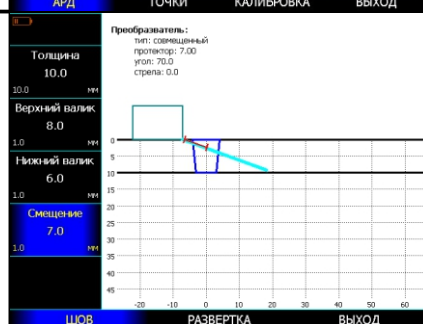 АРД ТОЧКИ КАЛИБРОВКА ВЫХОД
Преобразватель:
тип: совмещенный
протектор: 7.00
угол: 70.0
стрела: 0.0
Толщина
10.0
10.0 мм
Верхний валик
8.0
1.0 мм
Нижний валик
6.0
1.0 мм
Смещение
7.0
1.0 мм
0
5
10
15
20
25
30
35
40
45
-20 -10 0 10 20 30 40 50 60
ШОВ РАЗВЕРТКА ВЫХОД